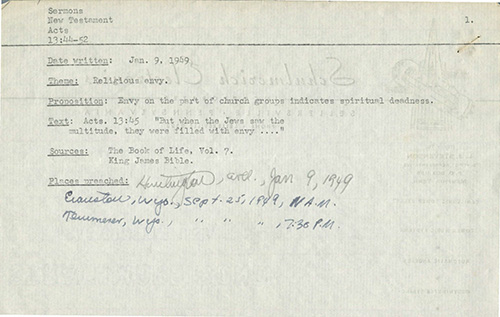 Sermons
New Testament 1.
Acts
13:44-52
Date written: Jan. 9, 1949
Theme: Religious envy.
Proposition: Envy on the part of church groups indicates spiritual deadness.
Text: Acts. 13:45 "But when the Jews saw the
multitude, they were filled with envy ...."
Sources: The Book of Life, Vol. 7.
King James Bible.
Places preached: Jan 9, 1949
Evanston, Wyo., Sept. 25, 1949, 11 A.M.
Kemmerer, Wyo., " " " , 7:30 P.M.